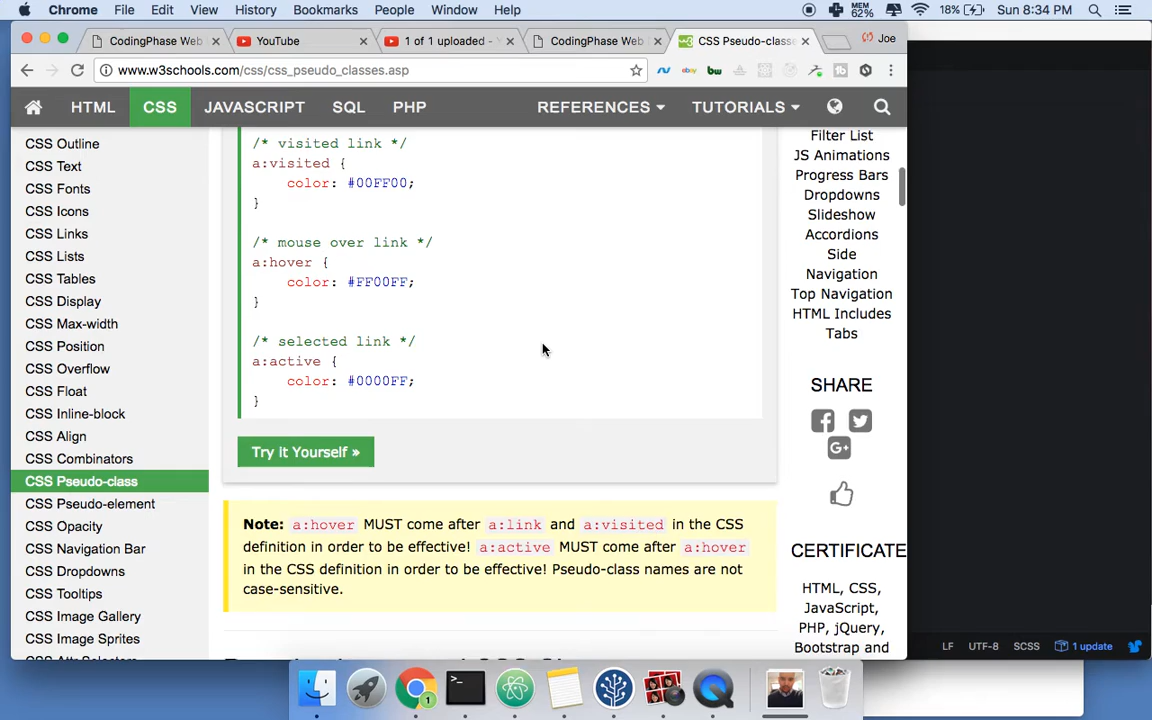 Chrome File Edit View History Bookmarks People Window Help MEM 62% 18% Sun 8:34 PM
CodingPhase Web YouTube 1 of 1 uploaded - CodingPhase Web CSS Pseudo-classe Joe
www.w3schools.com/css/css_pseudo_classes.asp
HTML CSS JAVASCRIPT SQL PHP REFERENCES TUTORIALS
CSS Outline
CSS Text
CSS Fonts
CSS Icons
CSS Links
CSS Lists
CSS Tables
CSS Display
CSS Max-width
CSS Position
CSS Overflow
CSS Float
CSS Inline-block
CSS Align
CSS Combinators
CSS Pseudo-class
CSS Pseudo-element
CSS Opacity
CSS Navigation Bar
CSS Dropdowns
CSS Tooltips
CSS Image Gallery
CSS Image Sprites
/* visited link */
a:visited {
color: #00FF00;
}
/* mouse over link */
a:hover {
color: #FF00FF;
}
/* selected link */
a:active {
color: #0000FF;
}
Try it Yourself »
Note: a:hover MUST come after a:link and a:visited in the CSS
definition in order to be effective! a:active MUST come after a:hover
in the CSS definition in order to be effective! Pseudo-class names are not
case-sensitive.
Filter List
JS Animations
Progress Bars
Dropdowns
Slideshow
Accordions
Side
Navigation
Top Navigation
HTML Includes
Tabs
SHARE
CERTIFICATE
HTML, CSS,
JavaScript,
PHP, jQuery,
Bootstrap and
LF UTF-8 SCSS 1 update